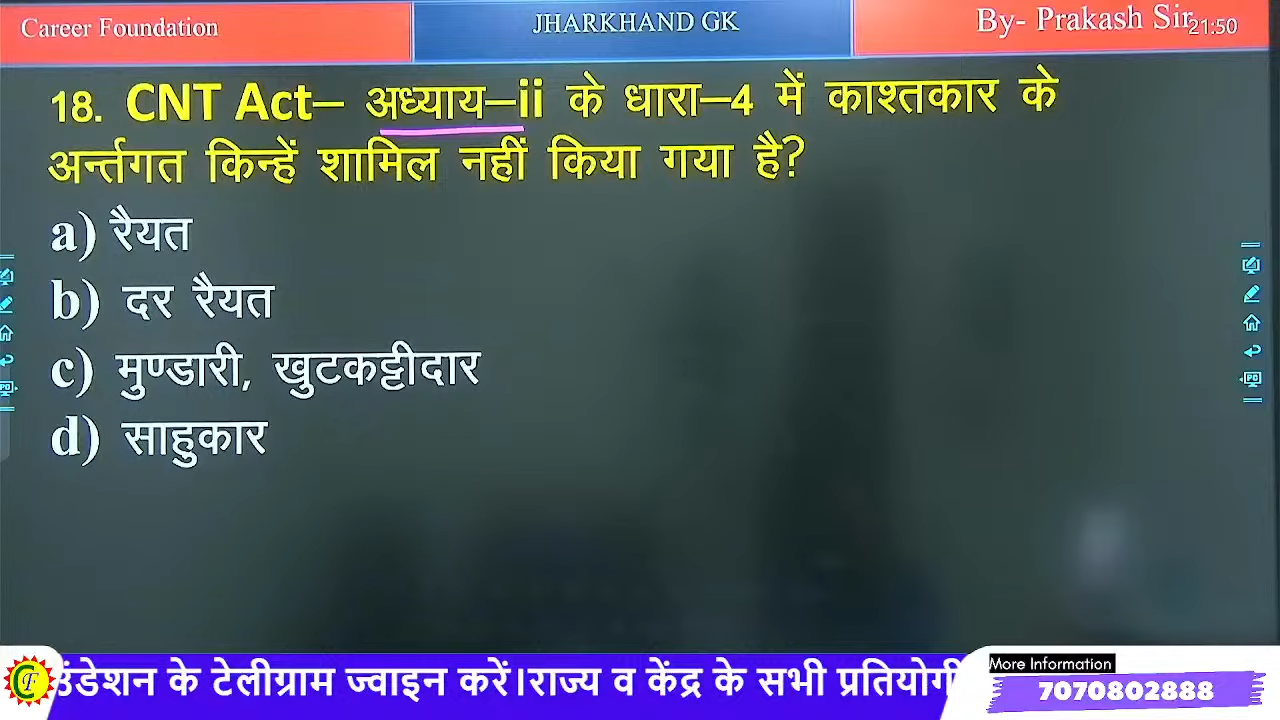 Career Foundation
JHARKHAND GK
By- Prakash Sir
21:50
18. CNT Act– अध्याय–ii के धारा–4 में काश्तकार के
अर्न्तगत किन्हें शामिल नहीं किया गया है?
a) रैयत
b) दर रैयत
c) मुण्डारी, खुटकट्टीदार
d) साहुकार
उंडेशन के टेलीग्राम ज्वाइन करें।राज्य व केंद्र के सभी प्रतियोगी
More Information
7070802888